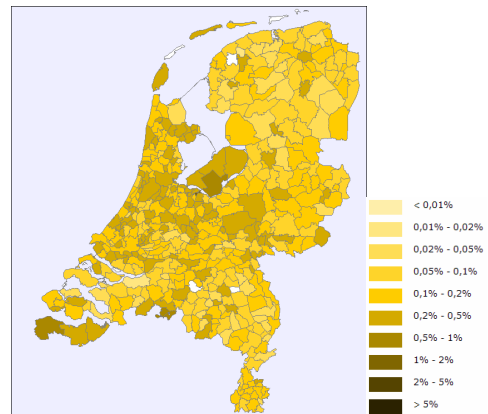 < 0,01%
0,01% - 0,02%
0,02% - 0,05%
0,05% - 0,1%
0,1% - 0,2%
0,2% - 0,5%
0,5% - 1%
1% - 2%
2% - 5%
> 5%